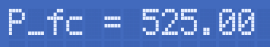 P_fc = 525.00